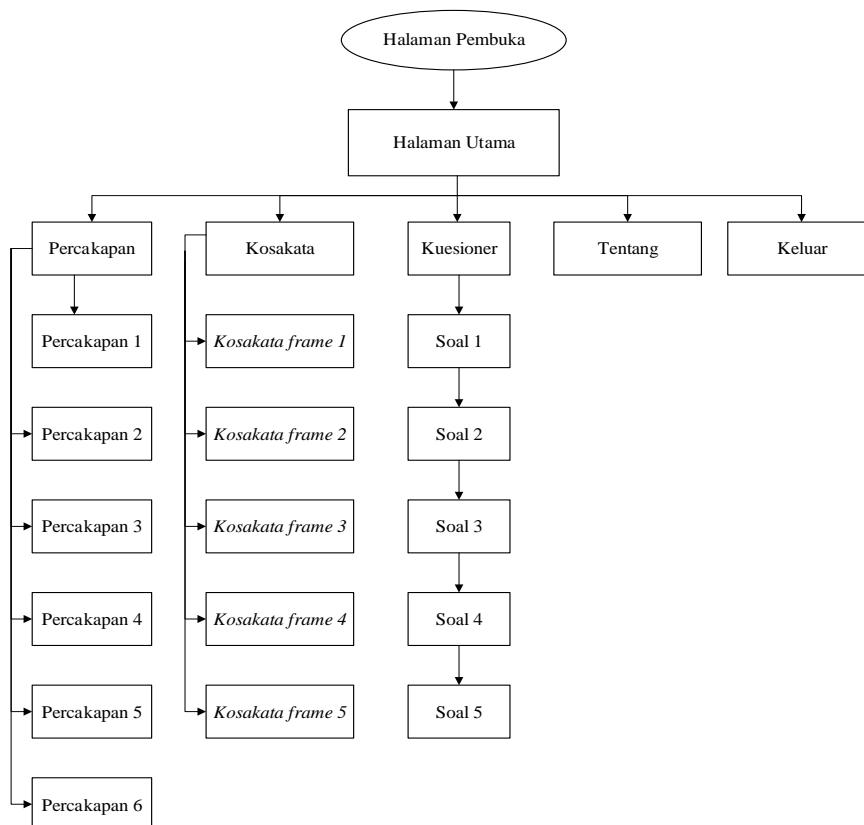 Halaman Pembuka
Halaman Utama
Percakapan
Kosakata
Kuesioner
Tentang
Keluar
Percakapan 1
Kosakata frame 1
Soal 1
Percakapan 2
Kosakata frame 2
Soal 2
Percakapan 3
Kosakata frame 3
Soal 3
Percakapan 4
Kosakata frame 4
Soal 4
Percakapan 5
Kosakata frame 5
Soal 5
Percakapan 6